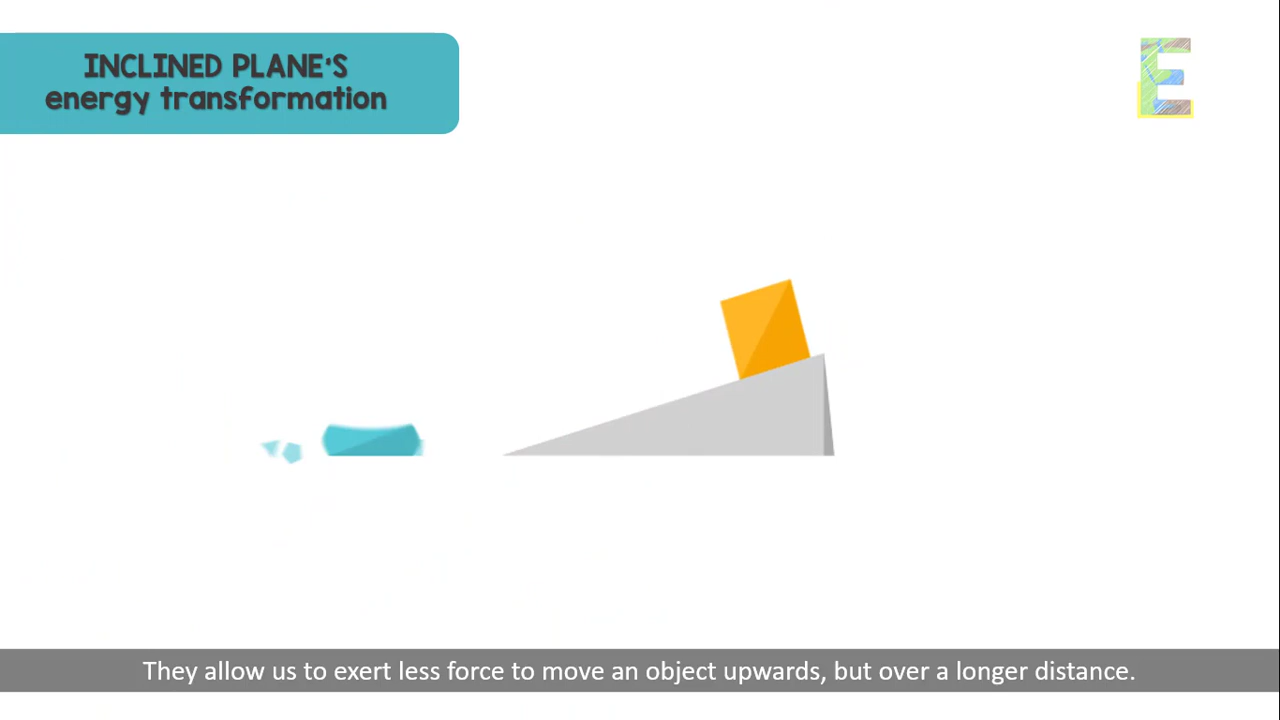 INCLINED PLANE'S
energy transformation
E
They allow us to exert less force to move an object upwards, but over a longer distance.